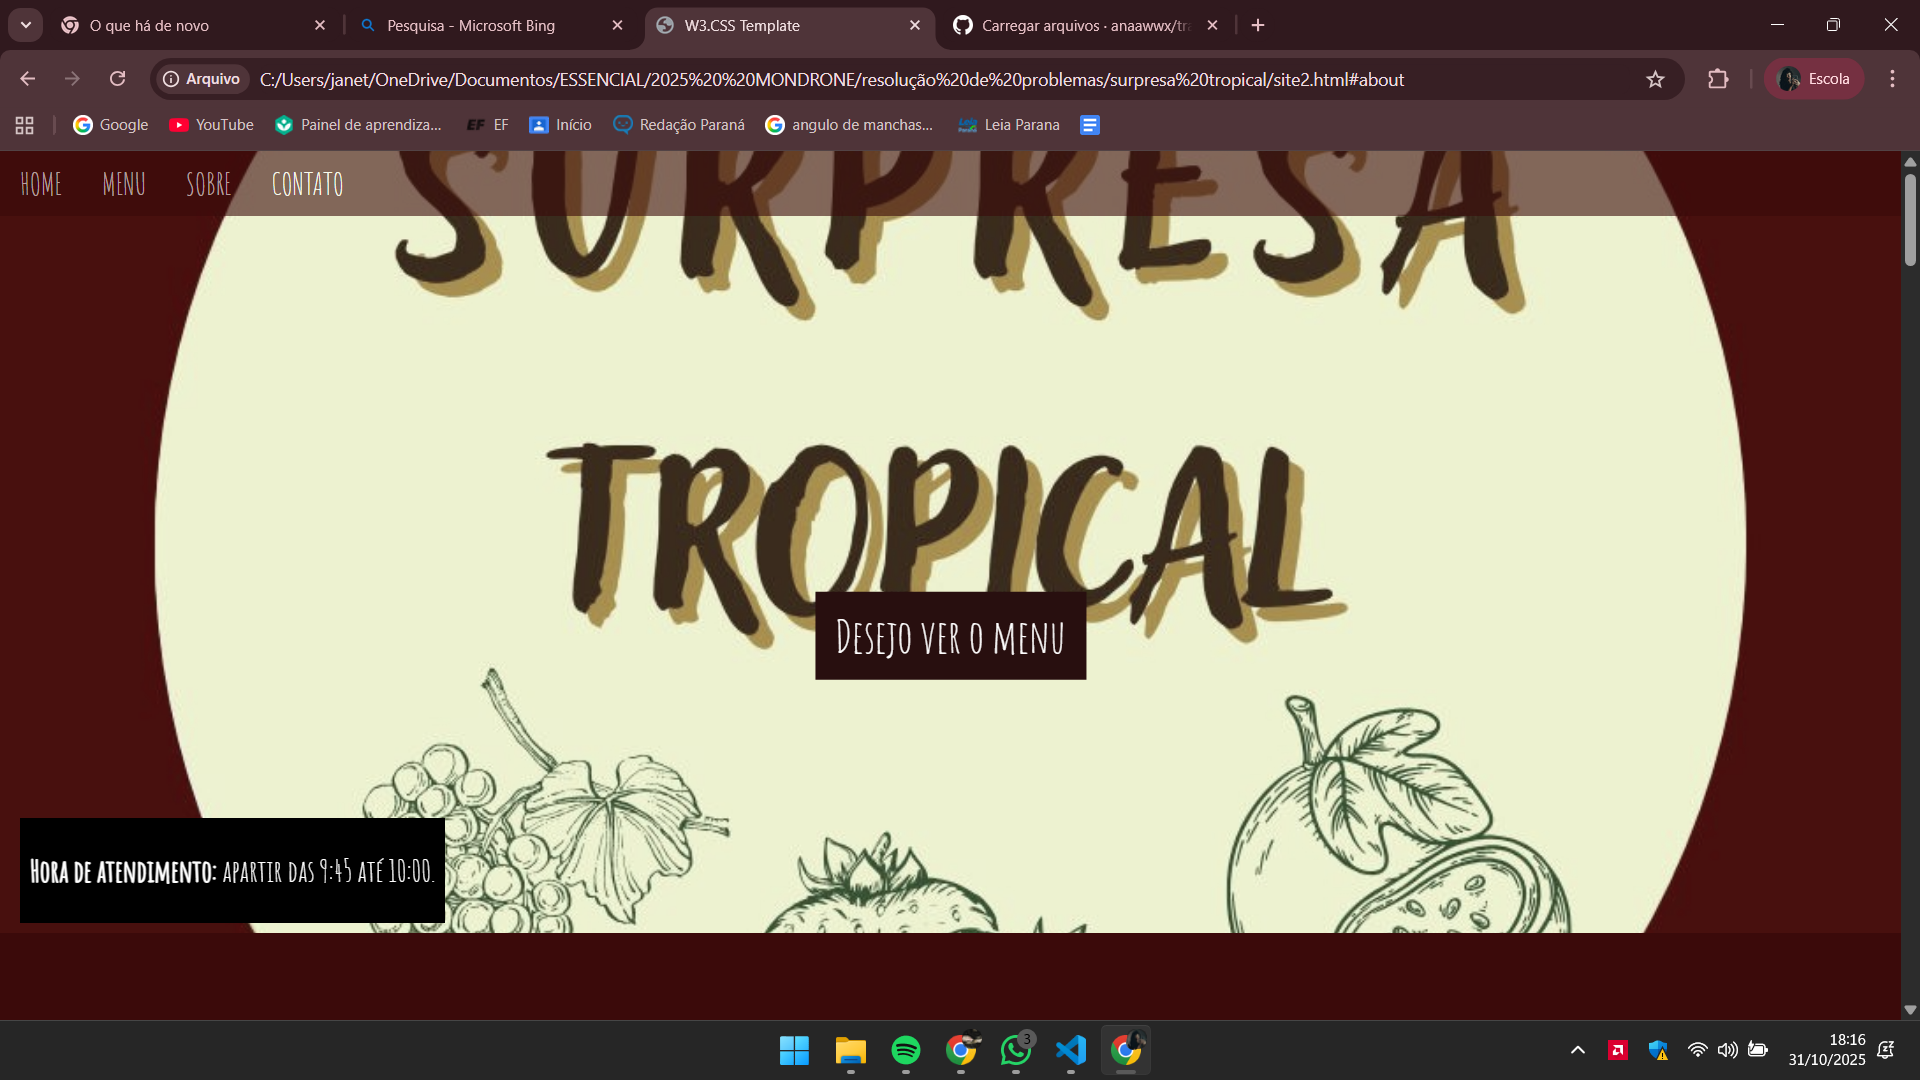 O que há de novo
Pesquisa - Microsoft Bing
W3.CSS Template
Carregar arquivos · anaawwx/tra
Arquivo
C:/Users/janet/OneDrive/Documentos/ESSENCIAL/2025%20%20MONDRONE/resolução%20de%20problemas/surpresa%20tropical/site2.html#about
Escola
Google
YouTube
Painel de aprendiza...
EF EF
Início
Redação Paraná
angulo de manchas...
Leia Parana
HOME
MENU
SOBRE
CONTATO
SURPRESA
TROPICAL
Desejo ver o menu
Hora de atendimento: apartir das 9:45 até 10:00.
3
18:16
31/10/2025